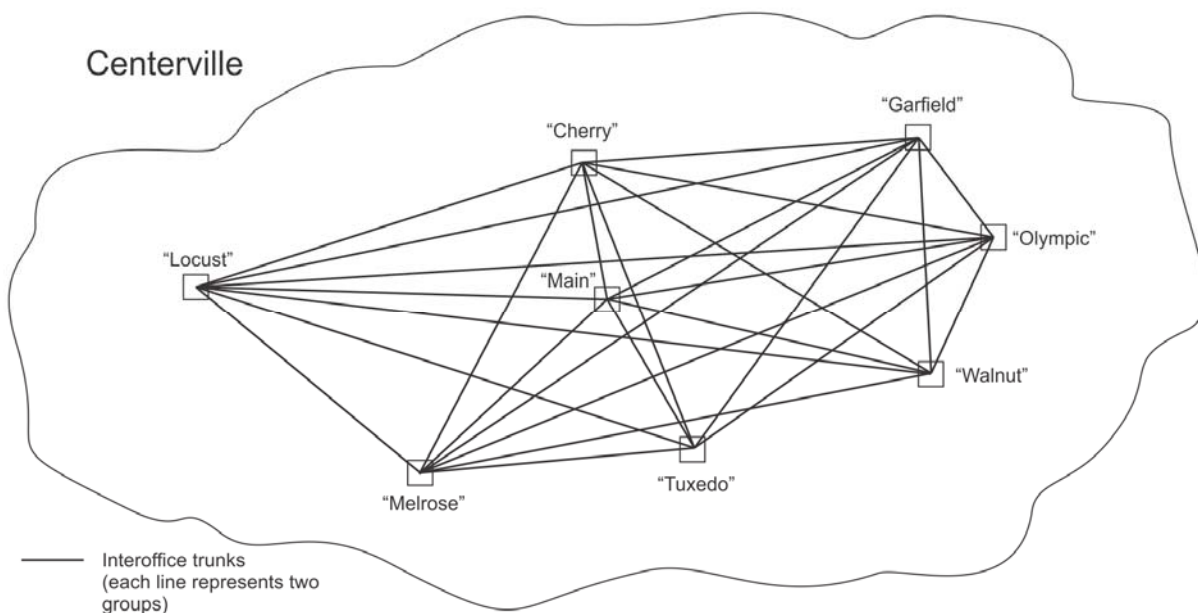 Centerville
“Garfield”
“Cherry”
“Olympic”
“Locust”
“Main”
“Walnut”
“Tuxedo”
“Melrose”
Interoffice trunks
(each line represents two
groups)